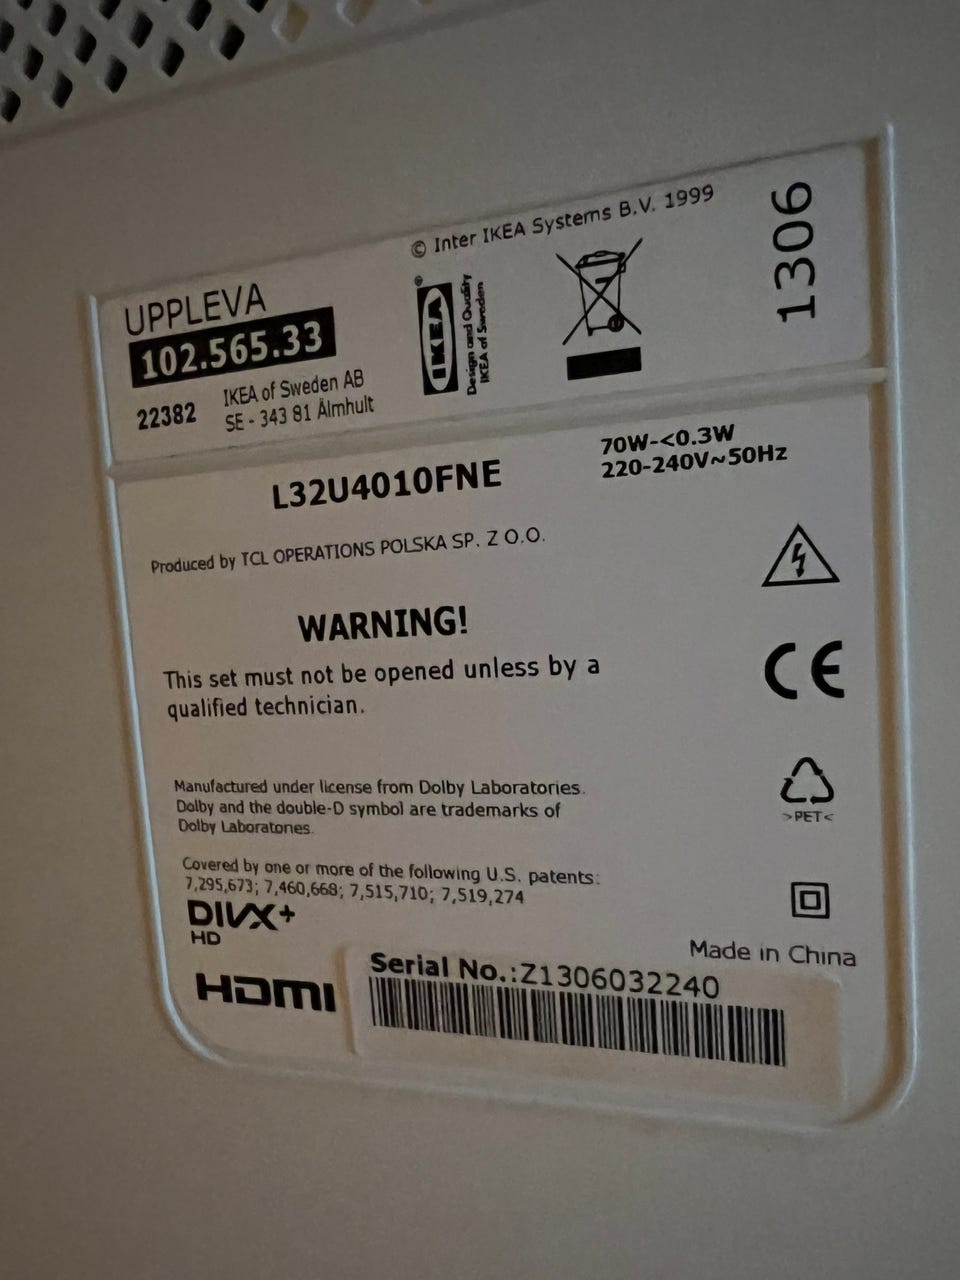 © Inter IKEA Systems B.V. 1999
1306
UPPLEVA
102.565.33
22382
IKEA of Sweden AB
SE - 343 81 Älmhult
IKEA®
Design and Quality
IKEA of Sweden
L32U4010FNE
70W-<0.3W
220-240V~50Hz
Produced by TCL OPERATIONS POLSKA SP. Z O.O.
WARNING!
This set must not be opened unless by a
qualified technician.
CE
Manufactured under license from Dolby Laboratories.
Dolby and the double-D symbol are trademarks of
Dolby Laboratories.
>PET<
Covered by one or more of the following U.S. patents:
7,295,673; 7,460,668; 7,515,710; 7,519,274
DIVX+
HD
Made in China
HDMI
Serial No.:Z1306032240